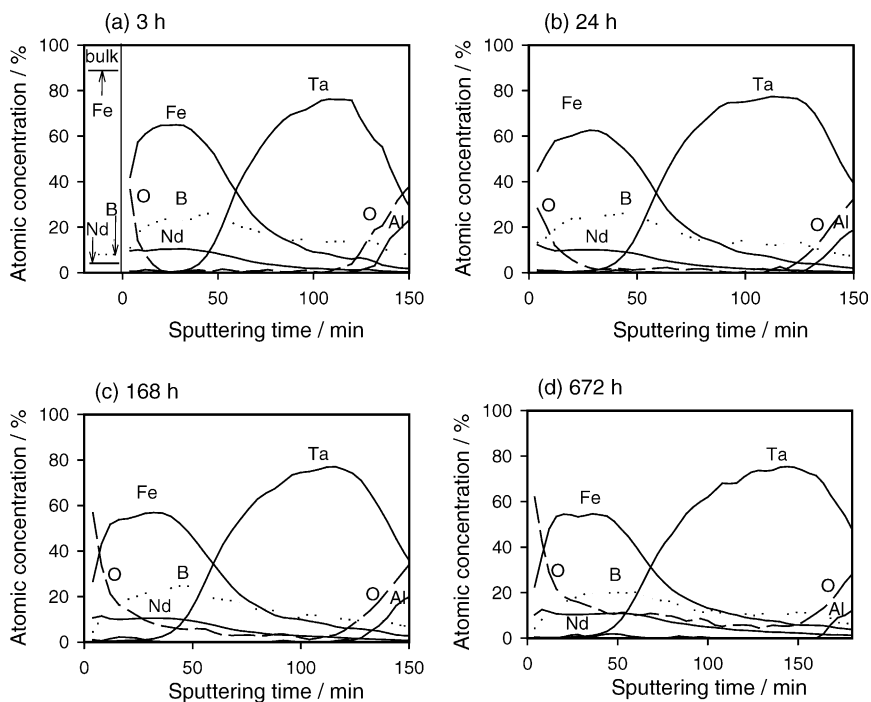 (a) 3 h
Atomic concentration / %
100
80
60
40
20
0
bulk
Fe
B
Nd
O
Fe
B
Nd
Ta
O
Al
0 50 100 150
Sputtering time / min
(b) 24 h
Atomic concentration / %
100
80
60
40
20
0
Fe
O
B
Nd
Ta
O
Al
0 50 100 150
Sputtering time / min
(c) 168 h
Atomic concentration / %
100
80
60
40
20
0
Fe
O
B
Nd
Ta
O
Al
0 50 100 150
Sputtering time / min
(d) 672 h
Atomic concentration / %
100
80
60
40
20
0
Fe
O
B
Nd
Ta
O
Al
0 50 100 150
Sputtering time / min